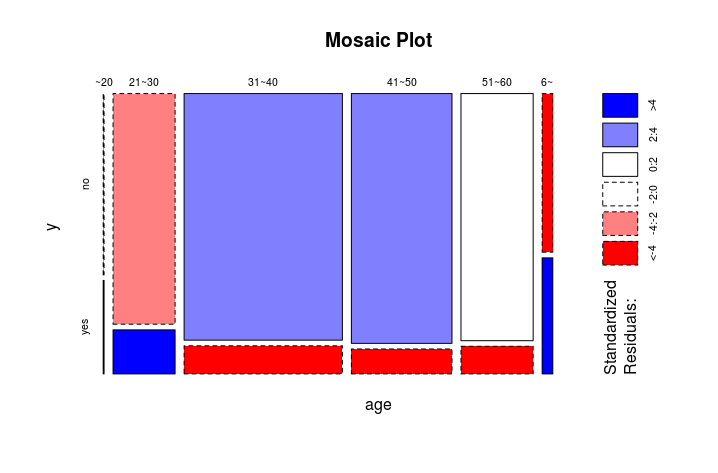 Mosaic Plot
~20 21~30 31~40 41~50 51~60 6~
no
yes
y
age
>4
2:4
0:2
-2:0
-4:-2
<-4
Standardized
Residuals: